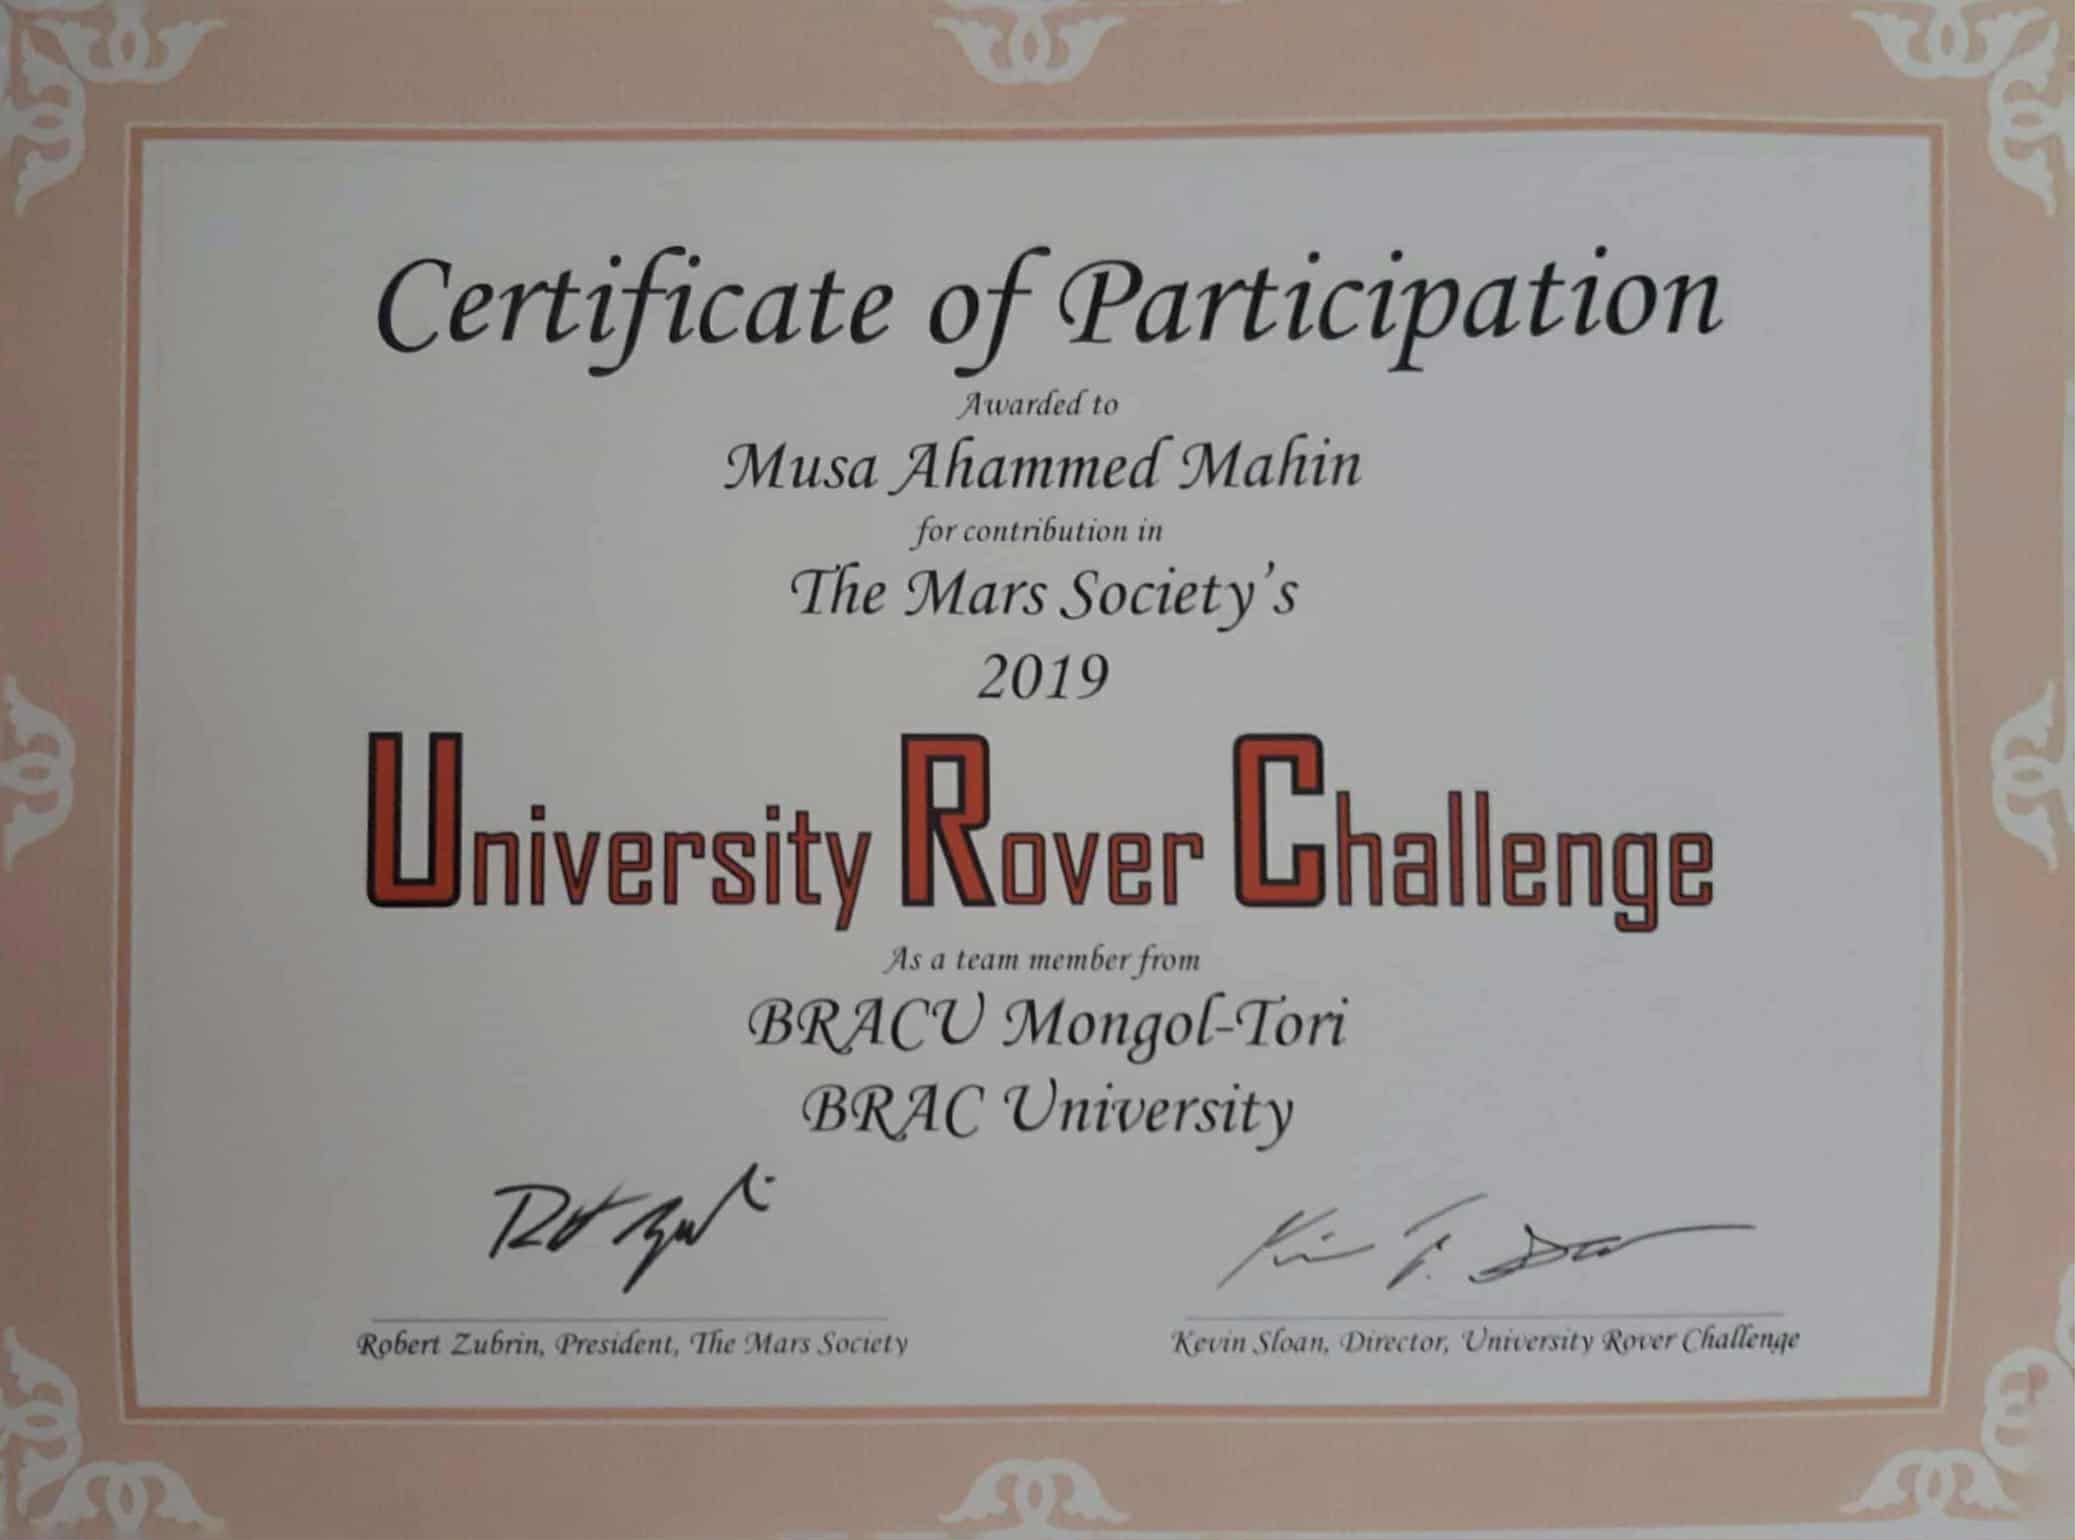 Certificate of Participation
Awarded to
Musa Ahammed Mahin
for contribution in
The Mars Society's
2019
University Rover Challenge
As a team member from
BRACU Mongol-Tori
BRAC University
Robert Zubrin, President, The Mars Society
Kevin Sloan, Director, University Rover Challenge